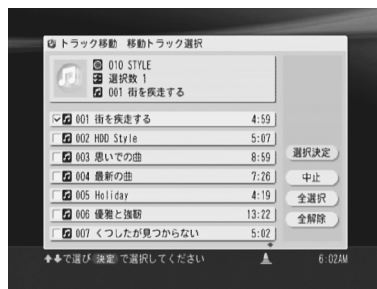 トラック移動 移動トラック選択
010 STYLE
選択数 1
001 街を疾走する
001 街を疾走する 4:59
002 HDD Style 5:07
003 思いでの曲 8:59
004 最新の曲 7:26
005 Holiday 4:19
006 優雅と強靭 13:22
007 くつしたが見つからない 5:02
選択決定
中止
全選択
全解除
で選び 決定 で選択してください 6:02AM